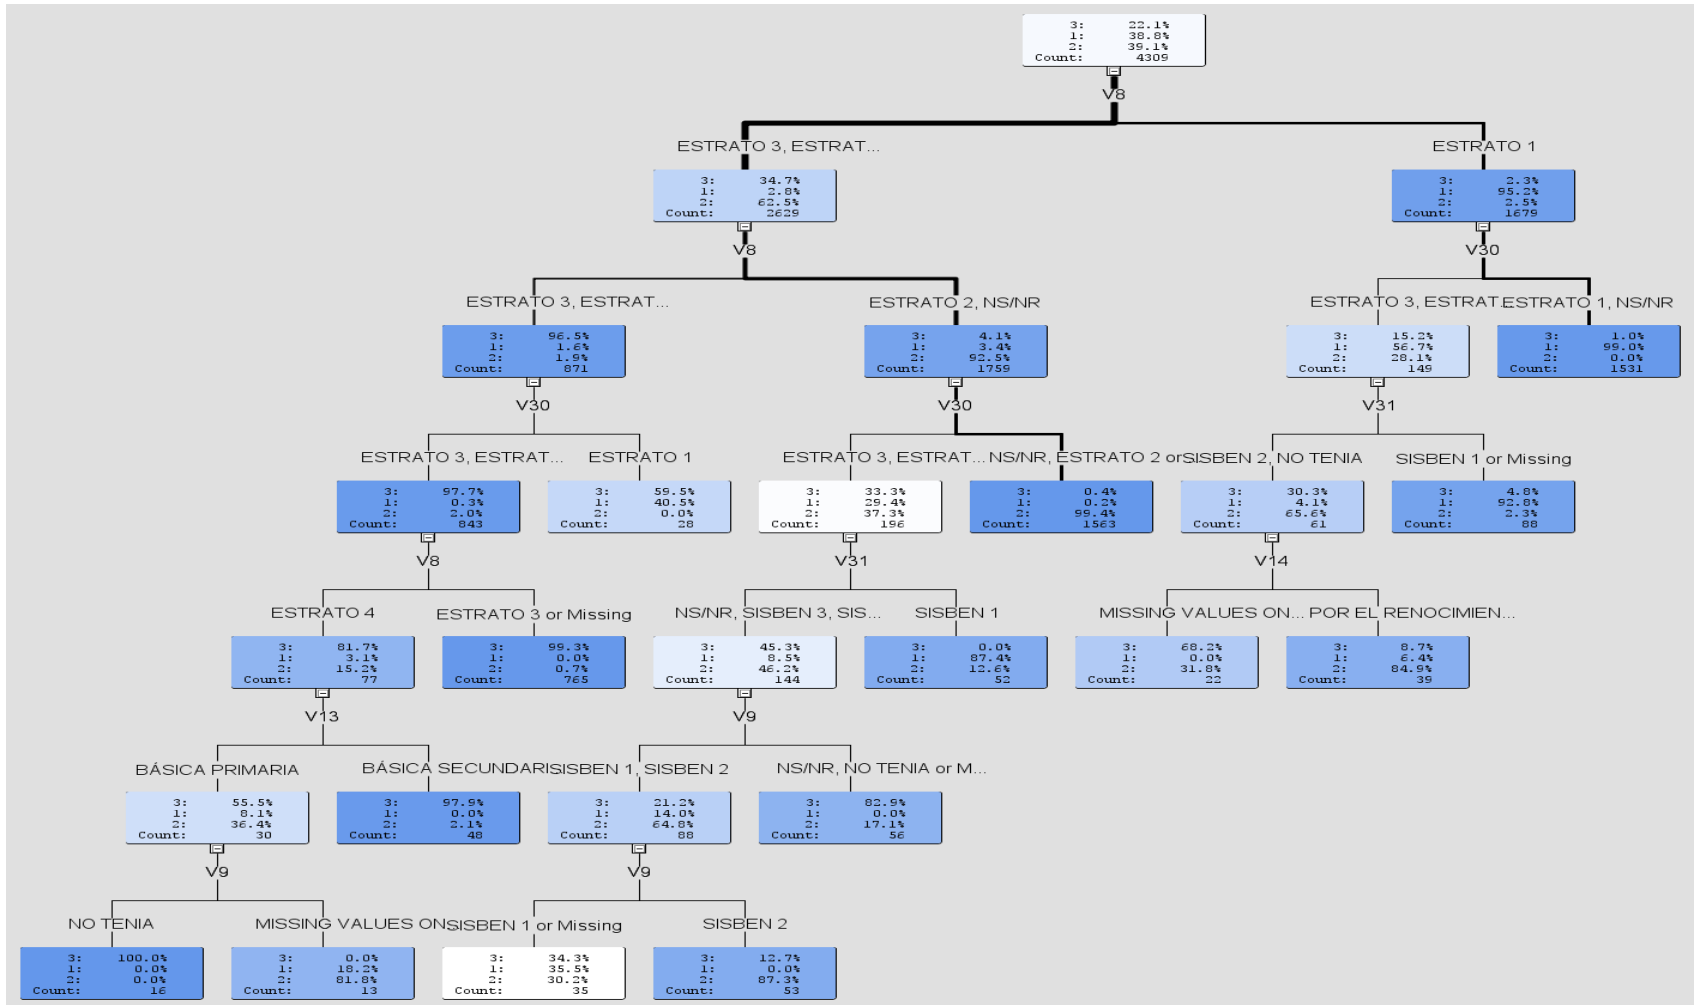 3: 22.1%
1: 38.8%
2: 39.1%
Count: 4309
V8
ESTRATO 3, ESTRAT...
ESTRATO 1
3: 34.7%
1: 2.8%
2: 62.5%
Count: 2629
3: 2.3%
1: 95.2%
2: 2.5%
Count: 1679
V8
V30
ESTRATO 3, ESTRAT...
ESTRATO 2, NS/NR
ESTRATO 3, ESTRAT...
ESTRATO 1, NS/NR
3: 96.5%
1: 1.6%
2: 1.9%
Count: 871
3: 4.1%
1: 3.4%
2: 92.5%
Count: 1759
3: 15.2%
1: 56.7%
2: 28.1%
Count: 149
3: 1.0%
1: 99.0%
2: 0.0%
Count: 1531
V30
V30
V31
ESTRATO 3, ESTRAT...
ESTRATO 1
ESTRATO 3, ESTRAT...
NS/NR, ESTRATO 2 or
SISBEN 2, NO TENIA
SISBEN 1 or Missing
3: 97.7%
1: 0.3%
2: 2.0%
Count: 843
3: 59.5%
1: 40.5%
2: 0.0%
Count: 28
3: 33.3%
1: 29.4%
2: 37.3%
Count: 196
3: 0.4%
1: 0.2%
2: 99.4%
Count: 1563
3: 30.3%
1: 4.1%
2: 65.6%
Count: 61
3: 4.8%
1: 92.8%
2: 2.3%
Count: 88
V8
V31
V14
ESTRATO 4
ESTRATO 3 or Missing
NS/NR, SISBEN 3, SIS...
SISBEN 1
MISSING VALUES ON...
POR EL RENOCIMIEN...
3: 81.7%
1: 3.1%
2: 15.2%
Count: 77
3: 99.3%
1: 0.0%
2: 0.7%
Count: 765
3: 45.3%
1: 8.5%
2: 46.2%
Count: 144
3: 0.0%
1: 87.4%
2: 12.6%
Count: 52
3: 68.2%
1: 0.0%
2: 31.8%
Count: 22
3: 8.7%
1: 6.4%
2: 84.9%
Count: 39
V13
V9
BÁSICA PRIMARIA
BÁSICA SECUNDARI...
SISBEN 1, SISBEN 2
NS/NR, NO TENIA or M...
3: 55.5%
1: 8.1%
2: 36.4%
Count: 30
3: 97.9%
1: 0.0%
2: 2.1%
Count: 48
3: 21.2%
1: 14.0%
2: 64.8%
Count: 88
3: 82.9%
1: 0.0%
2: 17.1%
Count: 56
V9
V9
NO TENIA
MISSING VALUES ON
SISBEN 1 or Missing
SISBEN 2
3: 100.0%
1: 0.0%
2: 0.0%
Count: 16
3: 0.0%
1: 18.2%
2: 81.8%
Count: 13
3: 34.3%
1: 35.5%
2: 30.2%
Count: 35
3: 12.7%
1: 0.0%
2: 87.3%
Count: 53